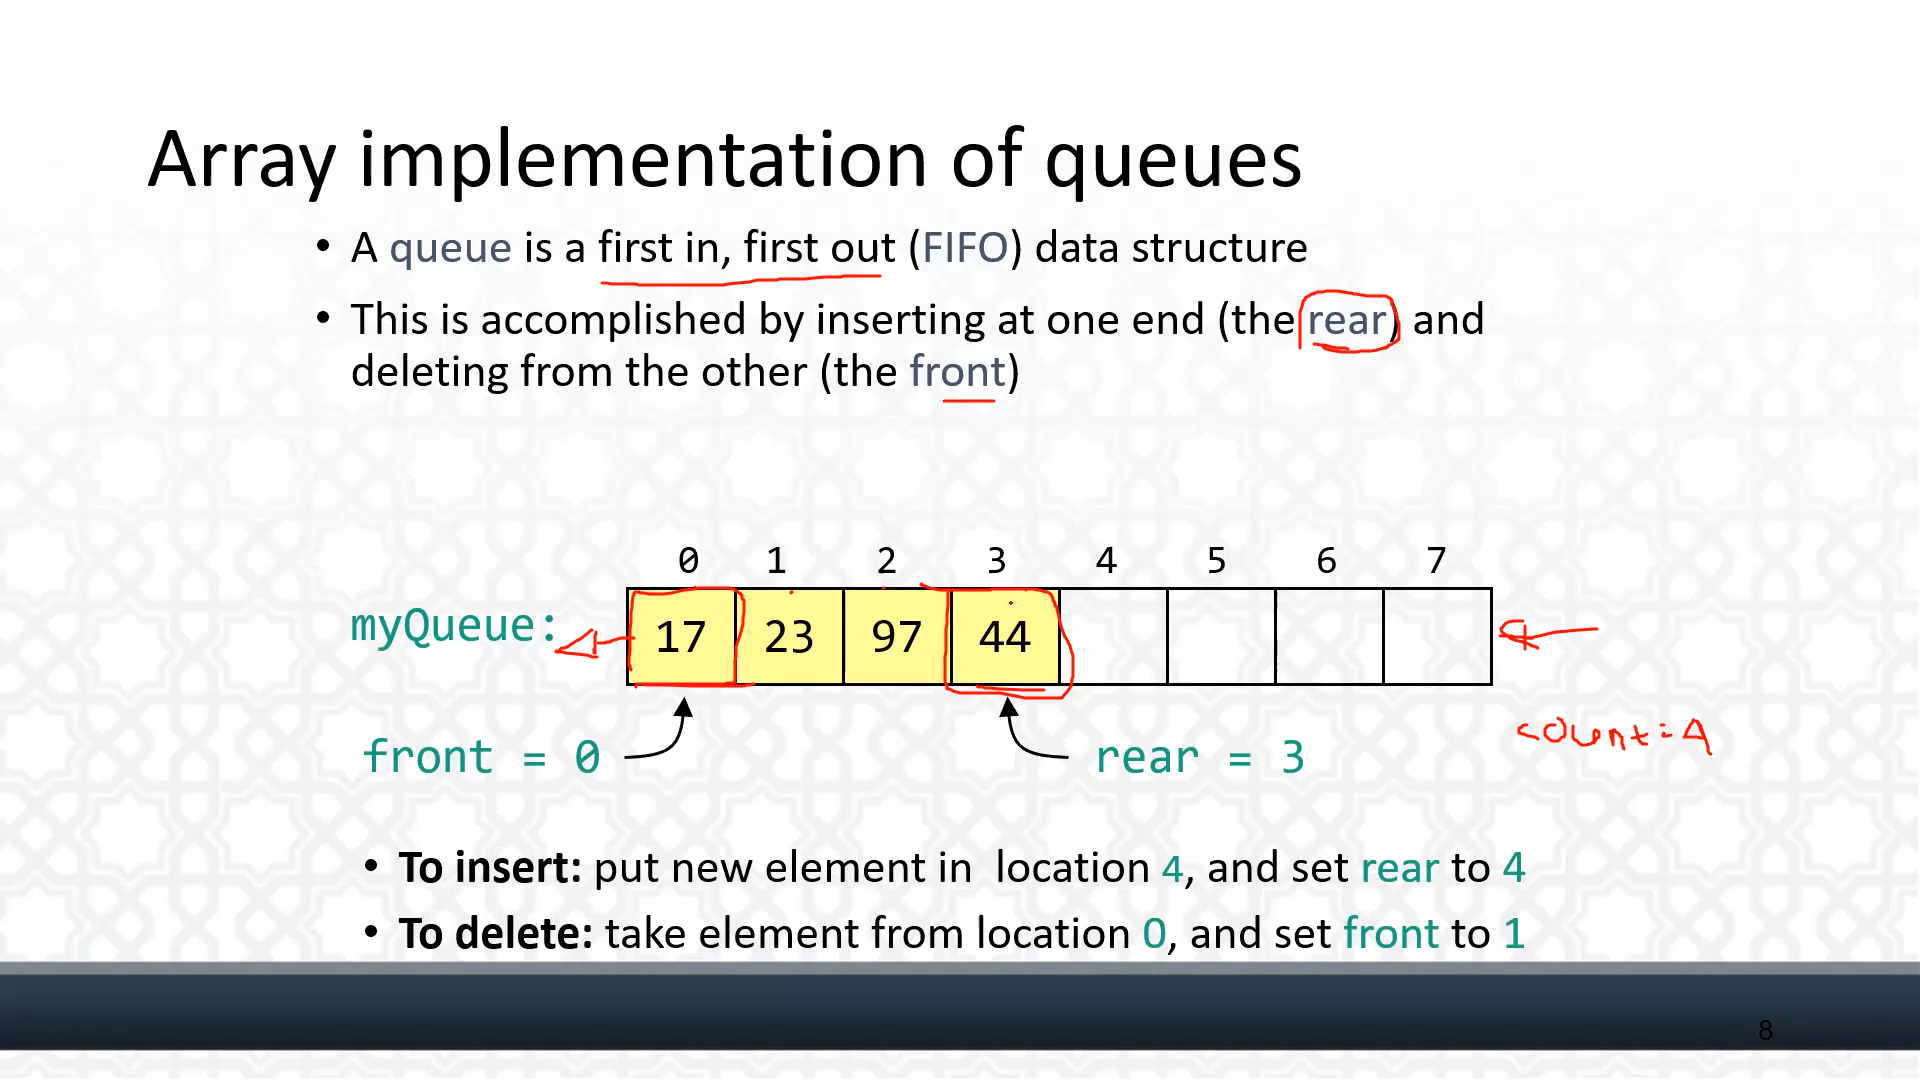 Array implementation of queues
• A queue is a first in, first out (FIFO) data structure
• This is accomplished by inserting at one end (the rear) and
deleting from the other (the front)
0 1 2 3 4 5 6 7
myQueue: 17 23 97 44
front = 0 rear = 3
count=4
• To insert: put new element in location 4, and set rear to 4
• To delete: take element from location 0, and set front to 1
8